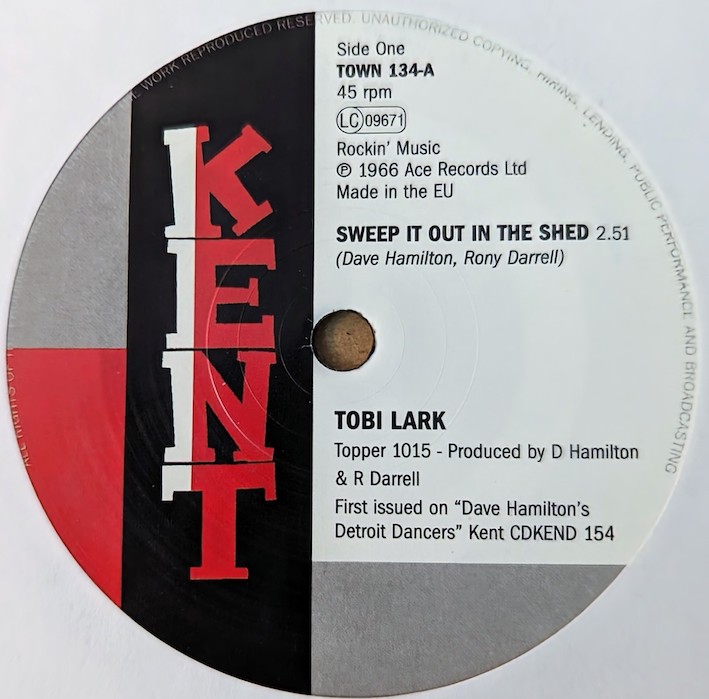 ALL RIGHTS OF T
E WORK REPRODUCED RESERVED. UNAUTHORIZED COPYING, HIRING, LENDING, PUBLIC PERFORMANCE AND BROADCASTING
KENT
Side One
TOWN 134-A
45 rpm
LC 09671
Rockin' Music
℗ 1966 Ace Records Ltd
Made in the EU
SWEEP IT OUT IN THE SHED 2.51
(Dave Hamilton, Rony Darrell)
TOBI LARK
Topper 1015 - Produced by D Hamilton
& R Darrell
First issued on “Dave Hamilton's
Detroit Dancers” Kent CDKEND 154